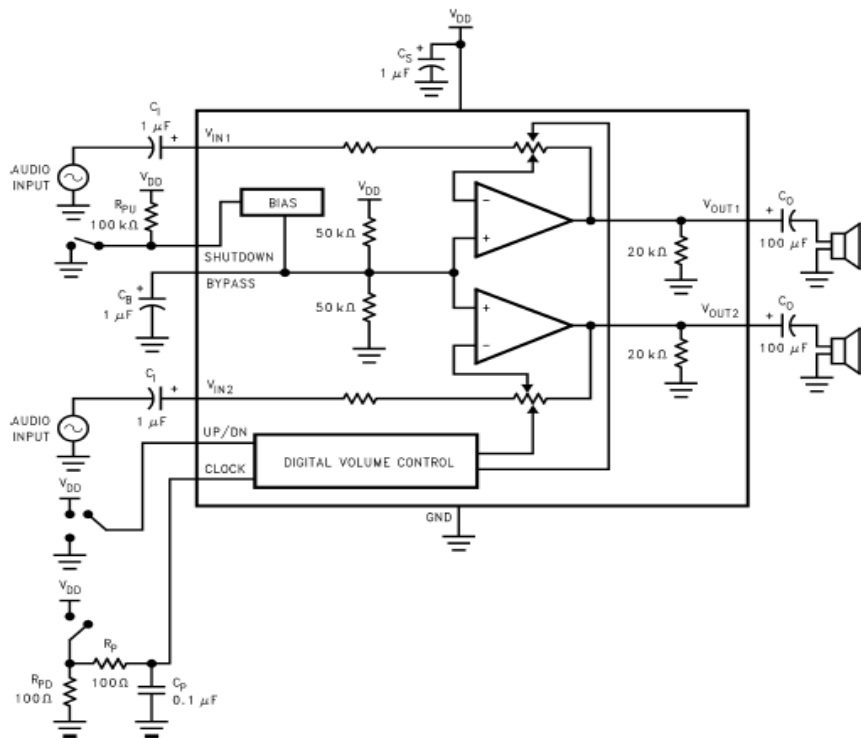 VDD
CS +
1 μF
CI
1 μF +
VIN1
AUDIO
INPUT
VDD
RPU
100 kΩ
BIAS
VDD
50 kΩ
SHUTDOWN
BYPASS
CB +
1 μF
50 kΩ
−
+
VOUT1
+ CO
100 μF
20 kΩ
+
−
VOUT2
+ CO
100 μF
20 kΩ
CI
1 μF +
VIN2
AUDIO
INPUT
UP/DN
CLOCK
DIGITAL VOLUME CONTROL
GND
VDD
VDD
RP
100Ω
RPD
100Ω
CP
0.1 μF